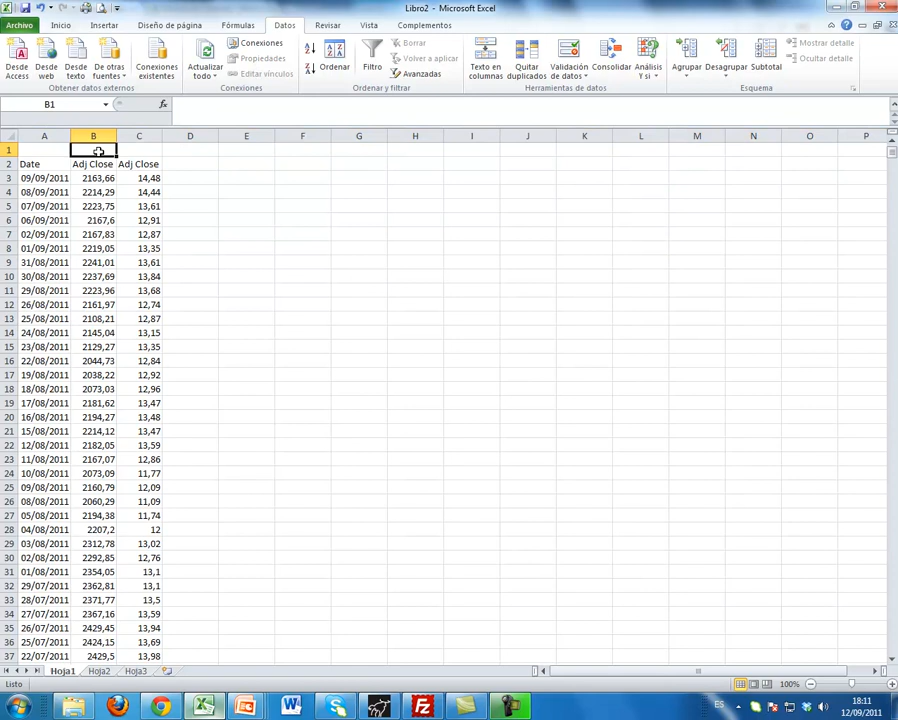 Libro2 - Microsoft Excel
Archivo Inicio Insertar Diseño de página Fórmulas Datos Revisar Vista Complementos
Desde Access
Desde web
Desde texto
De otras fuentes
Conexiones existentes
Obtener datos externos
Actualizar todo
Conexiones
Propiedades
Editar vínculos
Conexiones
Ordenar
Filtro
Borrar
Volver a aplicar
Avanzadas
Ordenar y filtrar
Texto en columnas
Quitar duplicados
Validación de datos
Consolidar
Análisis Y si
Herramientas de datos
Agrupar
Desagrupar
Subtotal
Mostrar detalle
Ocultar detalle
Esquema
B1 fx
A B C D E F G H I J K L M N O P
1
2 Date Adj Close Adj Close
3 09/09/2011 2163,66 14,48
4 08/09/2011 2214,29 14,44
5 07/09/2011 2223,75 13,61
6 06/09/2011 2167,6 12,91
7 02/09/2011 2167,83 12,87
8 01/09/2011 2219,05 13,35
9 31/08/2011 2241,01 13,61
10 30/08/2011 2237,69 13,84
11 29/08/2011 2223,96 13,68
12 26/08/2011 2161,97 12,74
13 25/08/2011 2108,21 12,87
14 24/08/2011 2145,04 13,15
15 23/08/2011 2129,27 13,35
16 22/08/2011 2044,73 12,84
17 19/08/2011 2038,22 12,92
18 18/08/2011 2073,03 12,96
19 17/08/2011 2181,62 13,47
20 16/08/2011 2194,27 13,48
21 15/08/2011 2214,12 13,47
22 12/08/2011 2182,05 13,59
23 11/08/2011 2167,07 12,86
24 10/08/2011 2073,09 11,77
25 09/08/2011 2160,79 12,09
26 08/08/2011 2060,29 11,09
27 05/08/2011 2194,38 11,74
28 04/08/2011 2207,2 12
29 03/08/2011 2312,78 13,02
30 02/08/2011 2292,85 12,76
31 01/08/2011 2354,05 13,1
32 29/07/2011 2362,81 13,1
33 28/07/2011 2371,77 13,5
34 27/07/2011 2367,16 13,59
35 26/07/2011 2429,45 13,94
36 25/07/2011 2424,15 13,69
37 22/07/2011 2429,5 13,98
Hoja1 Hoja2 Hoja3
Listo 100%
ES 18:11
12/09/2011